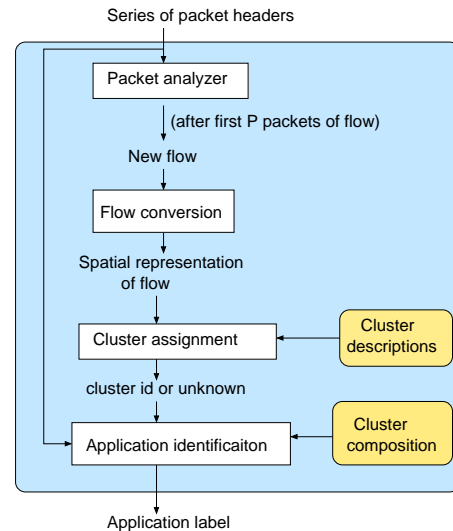 Series of packet headers
Packet analyzer
(after first P packets of flow)
New flow
Flow conversion
Spatial representation
of flow
Cluster assignment
Cluster
descriptions
cluster id or unknown
Application identificaiton
Cluster
composition
Application label